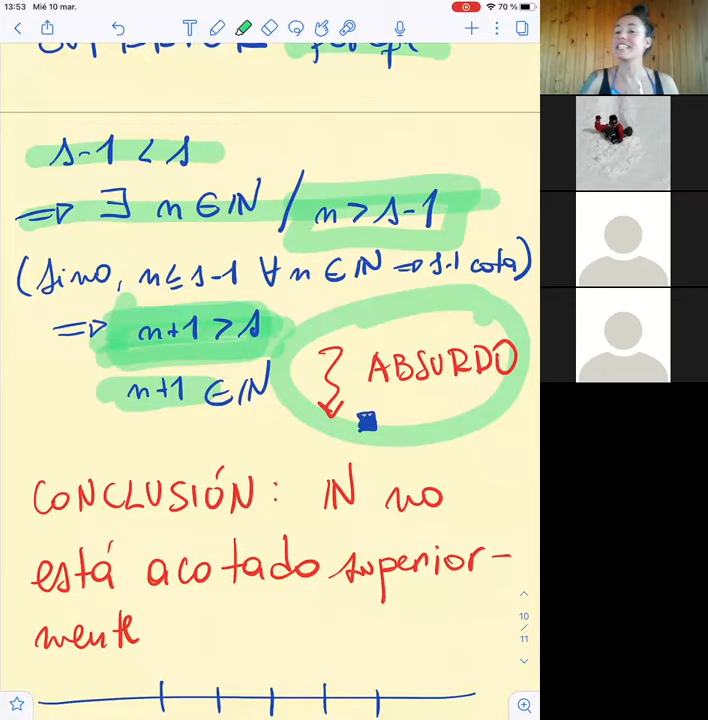 13:53 Mié 10 mar.
70 %
s-1 < s
⟹ ∃ n ∈ ℕ / n > s-1
(sino, n ≤ s-1 ∀ n ∈ ℕ ⟹ s-1 cota)
⟹ n+1 > s
n+1 ∈ ℕ
ABSURDO
CONCLUSIÓN: ℕ no
está acotado superior-
mente
10
/
11